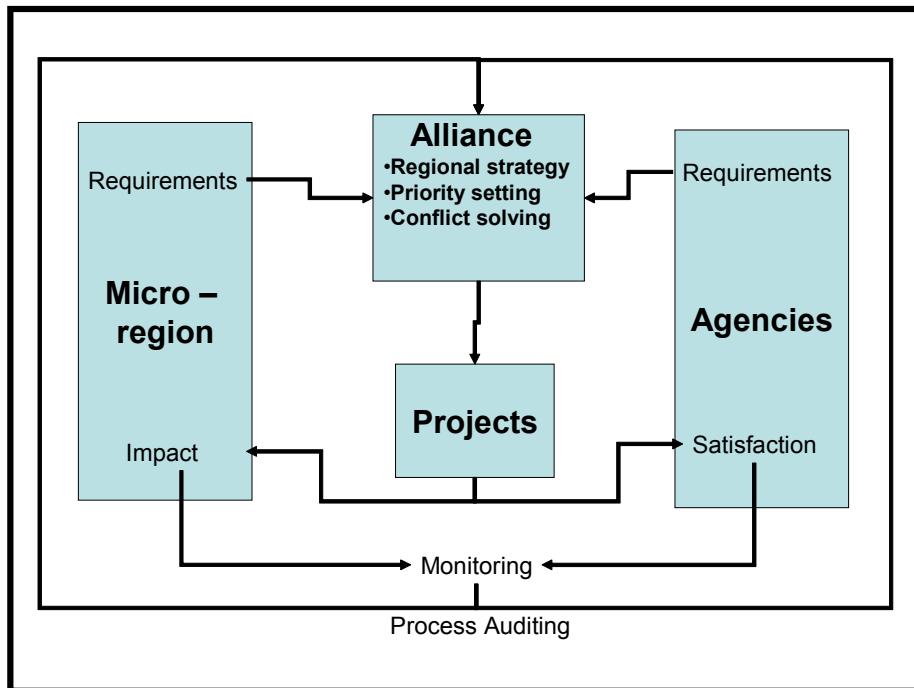 Alliance
•Regional strategy
•Priority setting
•Conflict solving
Requirements
Micro –
region
Impact
Requirements
Agencies
Satisfaction
Projects
Monitoring
Process Auditing